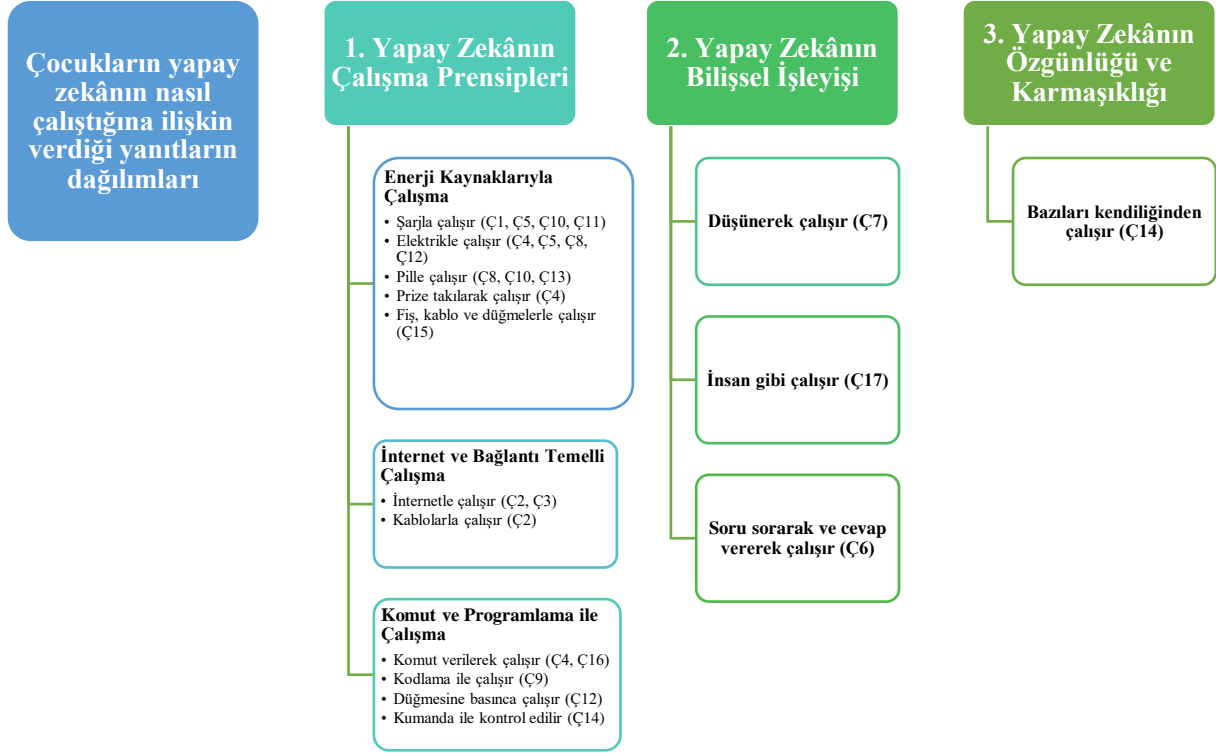 Çocukların yapay
zekânın nasıl
çalıştığına ilişkin
verdiği yanıtların
dağılımları
1. Yapay Zekânın
Çalışma Prensipleri
Enerji Kaynaklarıyla
Çalışma
• Şarjla çalışır (Ç1, Ç5, Ç10, Ç11)
• Elektrikle çalışır (Ç4, Ç5, Ç8,
Ç12)
• Pille çalışır (Ç8, Ç10, Ç13)
• Prize takılarak çalışır (Ç4)
• Fiş, kablo ve düğmelerle çalışır
(Ç15)
İnternet ve Bağlantı Temelli
Çalışma
• İnternetle çalışır (Ç2, Ç3)
• Kablolarla çalışır (Ç2)
Komut ve Programlama ile
Çalışma
• Komut verilerek çalışır (Ç4, Ç16)
• Kodlama ile çalışır (Ç9)
• Düğmesine basınca çalışır (Ç12)
• Kumanda ile kontrol edilir (Ç14)
2. Yapay Zekânın
Bilişsel İşleyişi
Düşünerek çalışır (Ç7)
İnsan gibi çalışır (Ç17)
Soru sorarak ve cevap
vererek çalışır (Ç6)
3. Yapay Zekânın
Özgünlüğü ve
Karmaşıklığı
Bazıları kendiliğinden
çalışır (Ç14)